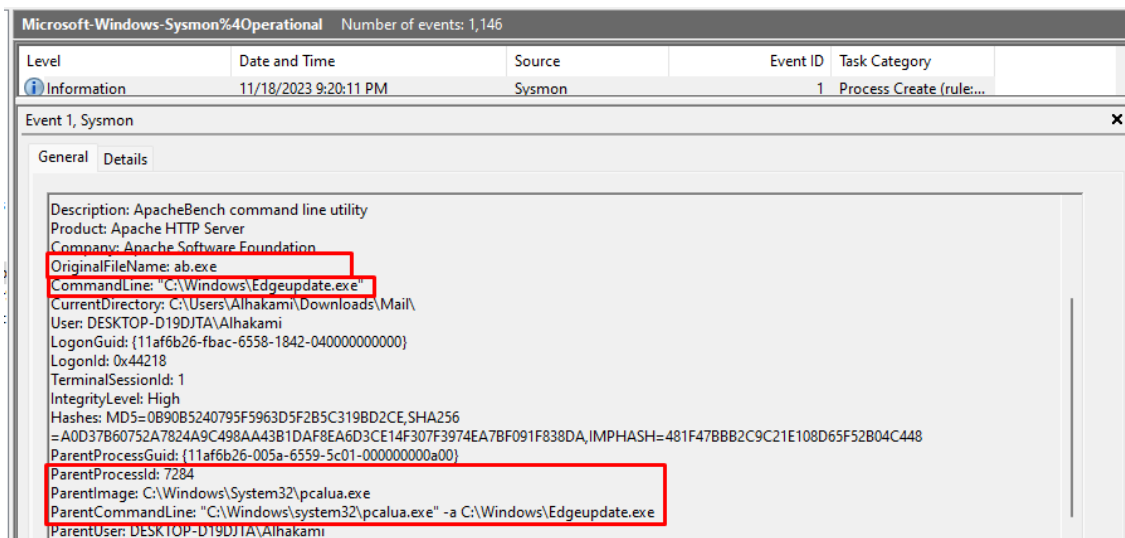 Microsoft-Windows-Sysmon%4Operational Number of events: 1,146
Level Date and Time Source Event ID Task Category
Information 11/18/2023 9:20:11 PM Sysmon 1 Process Create (rule:...
Event 1, Sysmon
General Details
Description: ApacheBench command line utility
Product: Apache HTTP Server
Company: Apache Software Foundation
OriginalFileName: ab.exe
CommandLine: "C:\Windows\Edgeupdate.exe"
CurrentDirectory: C:\Users\Alhakami\Downloads\Mail\
User: DESKTOP-D19DJTA\Alhakami
LogonGuid: {11af6b26-fbac-6558-1842-040000000000}
LogonId: 0x44218
TerminalSessionId: 1
IntegrityLevel: High
Hashes: MD5=0B90B5240795F5963D5F2B5C319BD2CE,SHA256
=A0D37B60752A7824A9C498AA43B1DAF8EA6D3CE14F307F3974EA7BF091F838DA,IMPHASH=481F47BBB2C9C21E108D65F52B04C448
ParentProcessGuid: {11af6b26-005a-6559-5c01-000000000a00}
ParentProcessId: 7284
ParentImage: C:\Windows\System32\pcalua.exe
ParentCommandLine: "C:\Windows\system32\pcalua.exe" -a C:\Windows\Edgeupdate.exe
ParentUser: DESKTOP-D19DJTA\Alhakami